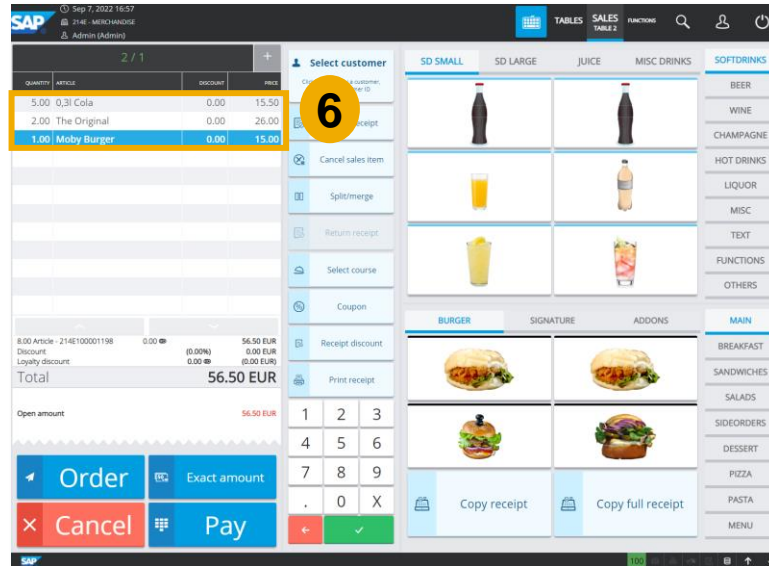 SAP
Sep 7, 2022 16:57
214E - MERCHANDISE
Admin (Admin)
TABLES
SALES
TABLE 2
FUNCTIONS
2 / 1
+
QUANTITY ARTICLE DISCOUNT PRICE
5.00 0,3l Cola 0.00 15.50
2.00 The Original 0.00 26.00
1.00 Moby Burger 0.00 15.00
8.00 Article - 214E100001198 0.00 56.50 EUR
Discount (0.00%) 0.00 EUR
Loyalty discount 0.00 (0.00 EUR)
Total 56.50 EUR
Open amount 56.50 EUR
Order
Exact amount
Cancel
Pay
Select customer
a customer,
ID
6
Cancel sales item
Split/merge
Return receipt
Select course
Coupon
Receipt discount
Print receipt
1 2 3
4 5 6
7 8 9
. 0 X
SD SMALL SD LARGE JUICE MISC DRINKS
BURGER SIGNATURE ADDONS
Copy receipt
Copy full receipt
SOFTDRINKS
BEER
WINE
CHAMPAGNE
HOT DRINKS
LIQUOR
MISC
TEXT
FUNCTIONS
OTHERS
MAIN
BREAKFAST
SANDWICHES
SALADS
SIDEORDERS
DESSERT
PIZZA
PASTA
MENU
SAP
100